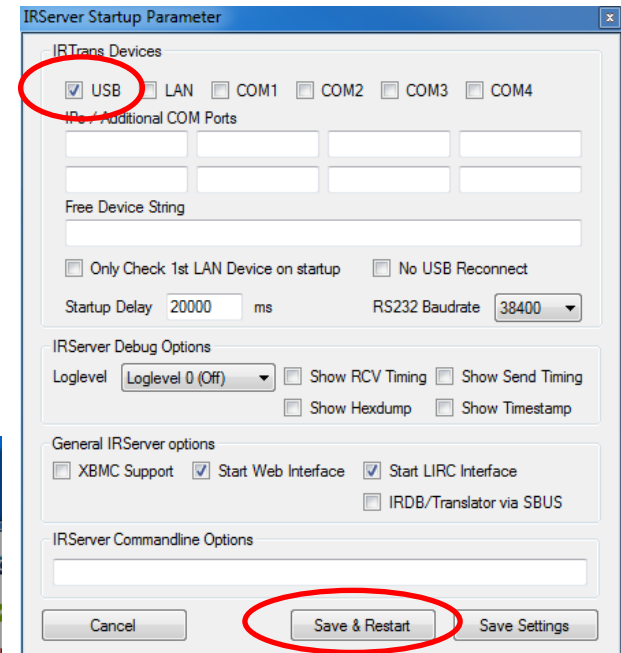 IRServer Startup Parameter
IRTrans Devices
USB LAN COM1 COM2 COM3 COM4
IPs / Additional COM Ports
Free Device String
Only Check 1st LAN Device on startup No USB Reconnect
Startup Delay 20000 ms RS232 Baudrate 38400
IRServer Debug Options
Loglevel Loglevel 0 (Off) Show RCV Timing Show Send Timing
Show Hexdump Show Timestamp
General IRServer options
XBMC Support Start Web Interface Start LIRC Interface
IRDB/Translator via SBUS
IRServer Commandline Options
Cancel Save & Restart Save Settings